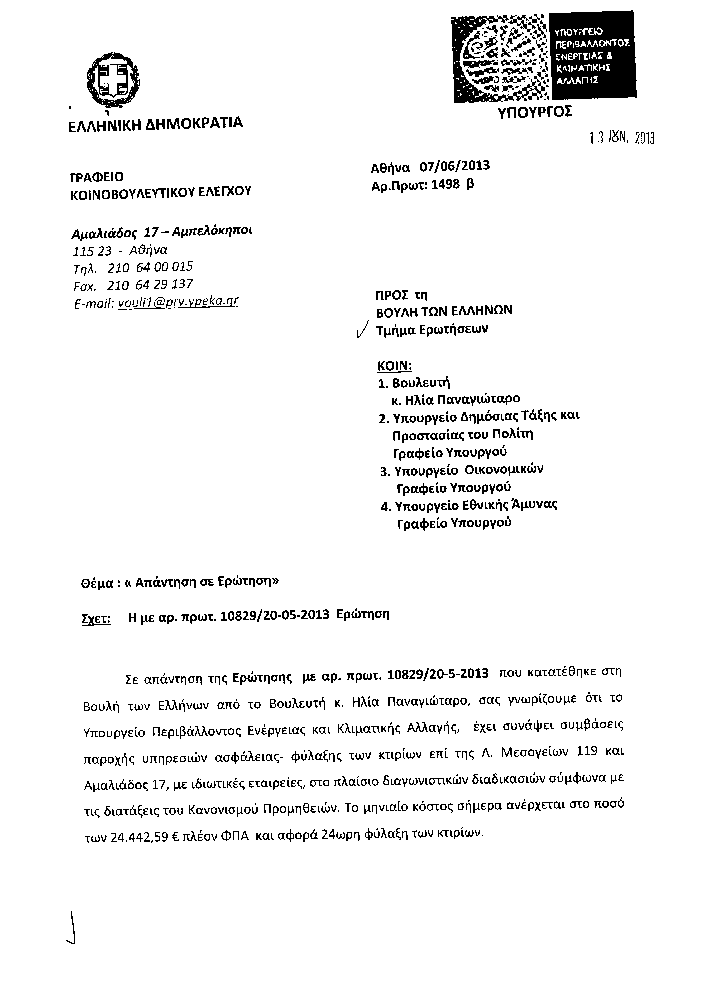 ΥΠΟΥΡΓΕΙΟ
ΠΕΡΙΒΑΛΛΟΝΤΟΣ
ΕΝΕΡΓΕΙΑΣ &
ΚΛΙΜΑΤΙΚΗΣ
ΑΛΛΑΓΗΣ
ΕΛΛΗΝΙΚΗ ΔΗΜΟΚΡΑΤΙΑ
ΥΠΟΥΡΓΟΣ
13 ΙΟΥΝ. 2013
ΓΡΑΦΕΙΟ
ΚΟΙΝΟΒΟΥΛΕΥΤΙΚΟΥ ΕΛΕΓΧΟΥ
Αθήνα 07/06/2013
Αρ.Πρωτ: 1498 β
Αμαλιάδος 17 – Αμπελόκηποι
115 23 - Αθήνα
Τηλ. 210 64 00 015
Fax. 210 64 29 137
E-mail: vouli1@prv.ypeka.gr
ΠΡΟΣ τη
ΒΟΥΛΗ ΤΩΝ ΕΛΛΗΝΩΝ
Τμήμα Ερωτήσεων
ΚΟΙΝ:
1. Βουλευτή
κ. Ηλία Παναγιώταρο
2. Υπουργείο Δημόσιας Τάξης και
Προστασίας του Πολίτη
Γραφείο Υπουργού
3. Υπουργείο Οικονομικών
Γραφείο Υπουργού
4. Υπουργείο Εθνικής Άμυνας
Γραφείο Υπουργού
Θέμα : « Απάντηση σε Ερώτηση»
Σχετ: Η με αρ. πρωτ. 10829/20-05-2013 Ερώτηση
Σε απάντηση της Ερώτησης με αρ. πρωτ. 10829/20-5-2013 που κατατέθηκε στη
Βουλή των Ελλήνων από το Βουλευτή κ. Ηλία Παναγιώταρο, σας γνωρίζουμε ότι το
Υπουργείο Περιβάλλοντος Ενέργειας και Κλιματικής Αλλαγής, έχει συνάψει συμβάσεις
παροχής υπηρεσιών ασφάλειας- φύλαξης των κτιρίων επί της Λ. Μεσογείων 119 και
Αμαλιάδος 17, με ιδιωτικές εταιρείες, στο πλαίσιο διαγωνιστικών διαδικασιών σύμφωνα με
τις διατάξεις του Κανονισμού Προμηθειών. Το μηνιαίο κόστος σήμερα ανέρχεται στο ποσό
των 24.442,59 € πλέον ΦΠΑ και αφορά 24ωρη φύλαξη των κτιρίων.